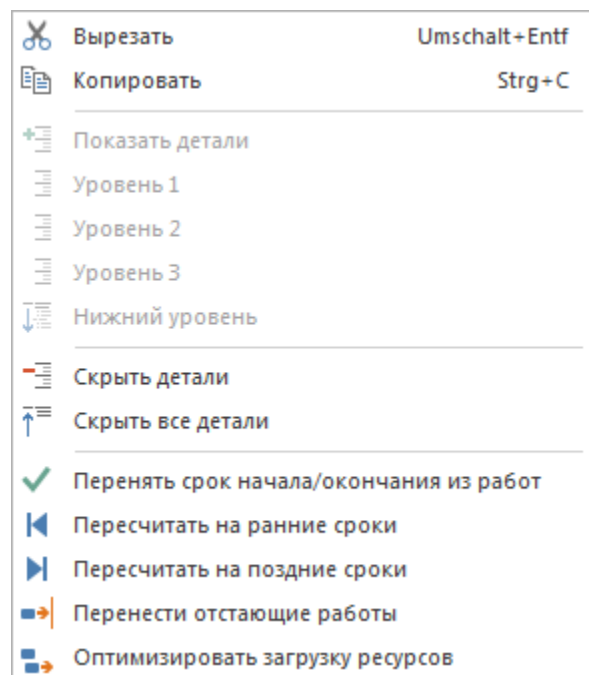 Вырезать Umschalt+Entf
Копировать Strg+C
Показать детали
Уровень 1
Уровень 2
Уровень 3
Нижний уровень
Скрыть детали
Скрыть все детали
Перенять срок начала/окончания из работ
Пересчитать на ранние сроки
Пересчитать на поздние сроки
Перенести отстающие работы
Оптимизировать загрузку ресурсов